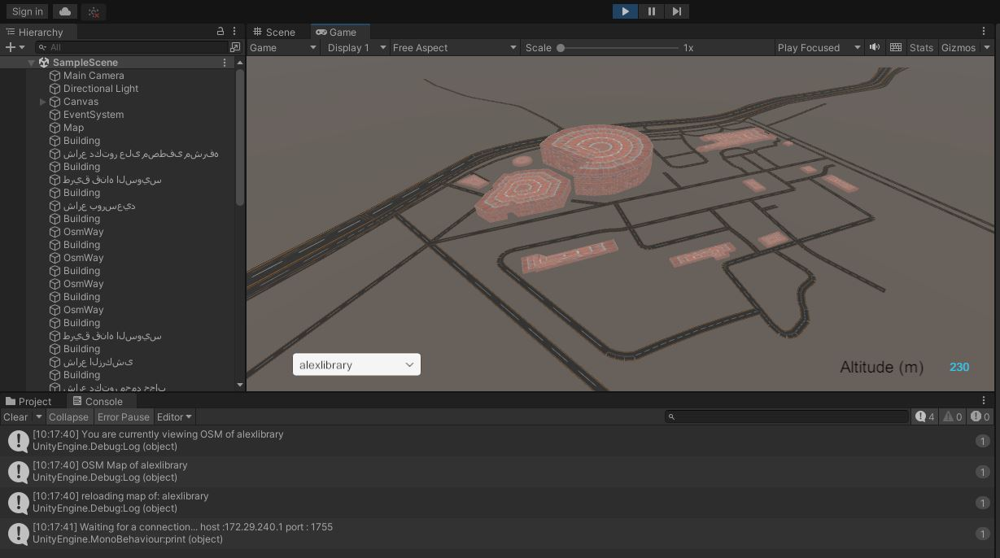 Sign in
Hierarchy
All
SampleScene
Main Camera
Directional Light
Canvas
EventSystem
Map
Building
شارع دكتور على مصطفى مشرفه
Building
طريق قناه السويس
Building
شارع بورسعيد
Building
OsmWay
Building
OsmWay
Building
OsmWay
Building
OsmWay
Building
طريق قناه السويس
Building
شارع الزركشى
Building
شارع دكتور محمد حجاب
Scene Game
Game Display 1 Free Aspect Scale 1x Play Focused Stats Gizmos
alexlibrary
Altitude (m) 230
Project Console
Clear Collapse Error Pause Editor 4 0 0
[10:17:40] You are currently viewing OSM of alexlibrary
UnityEngine.Debug:Log (object)
1
[10:17:40] OSM Map of alexlibrary
UnityEngine.Debug:Log (object)
1
[10:17:40] reloading map of: alexlibrary
UnityEngine.Debug:Log (object)
1
[10:17:41] Waiting for a connection... host :172.29.240.1 port : 1755
UnityEngine.MonoBehaviour:print (object)
1